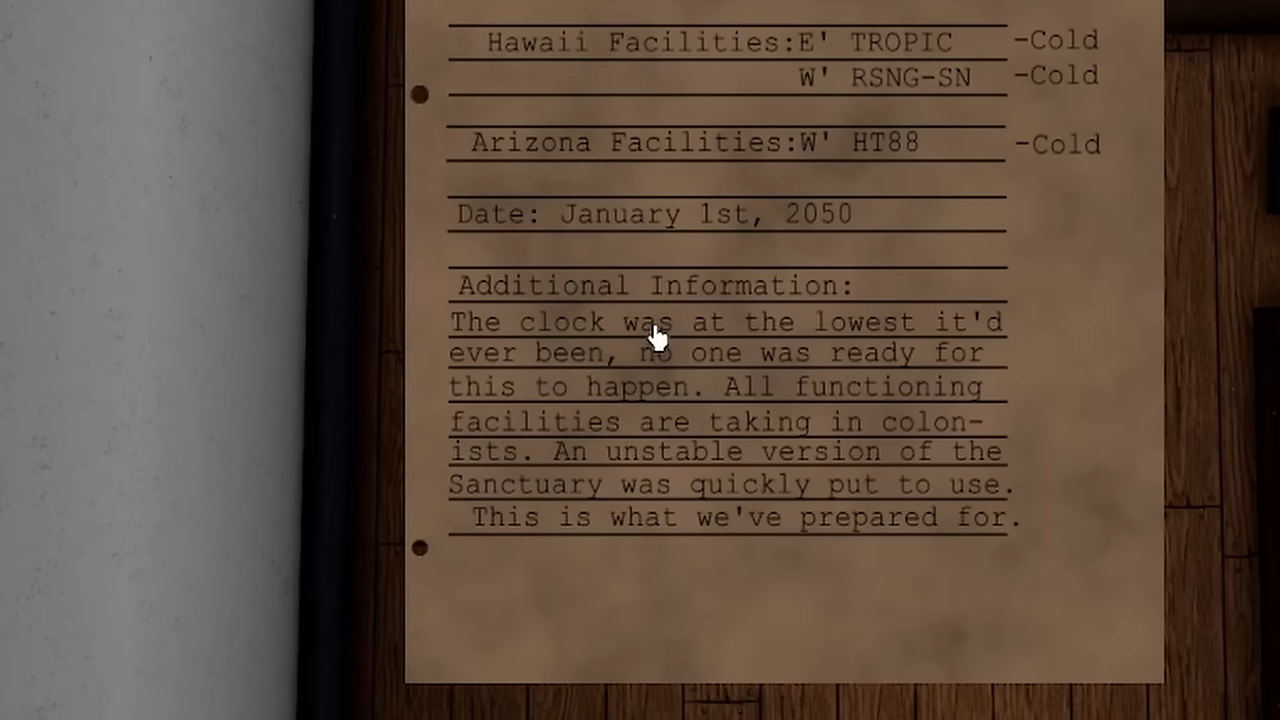 Hawaii Facilities:E' TROPIC -Cold
W' RSNG-SN -Cold
Arizona Facilities:W' HT88 -Cold
Date: January 1st, 2050
Additional Information:
The clock was at the lowest it'd
ever been, no one was ready for
this to happen. All functioning
facilities are taking in colon-
ists. An unstable version of the
Sanctuary was quickly put to use.
This is what we've prepared for.